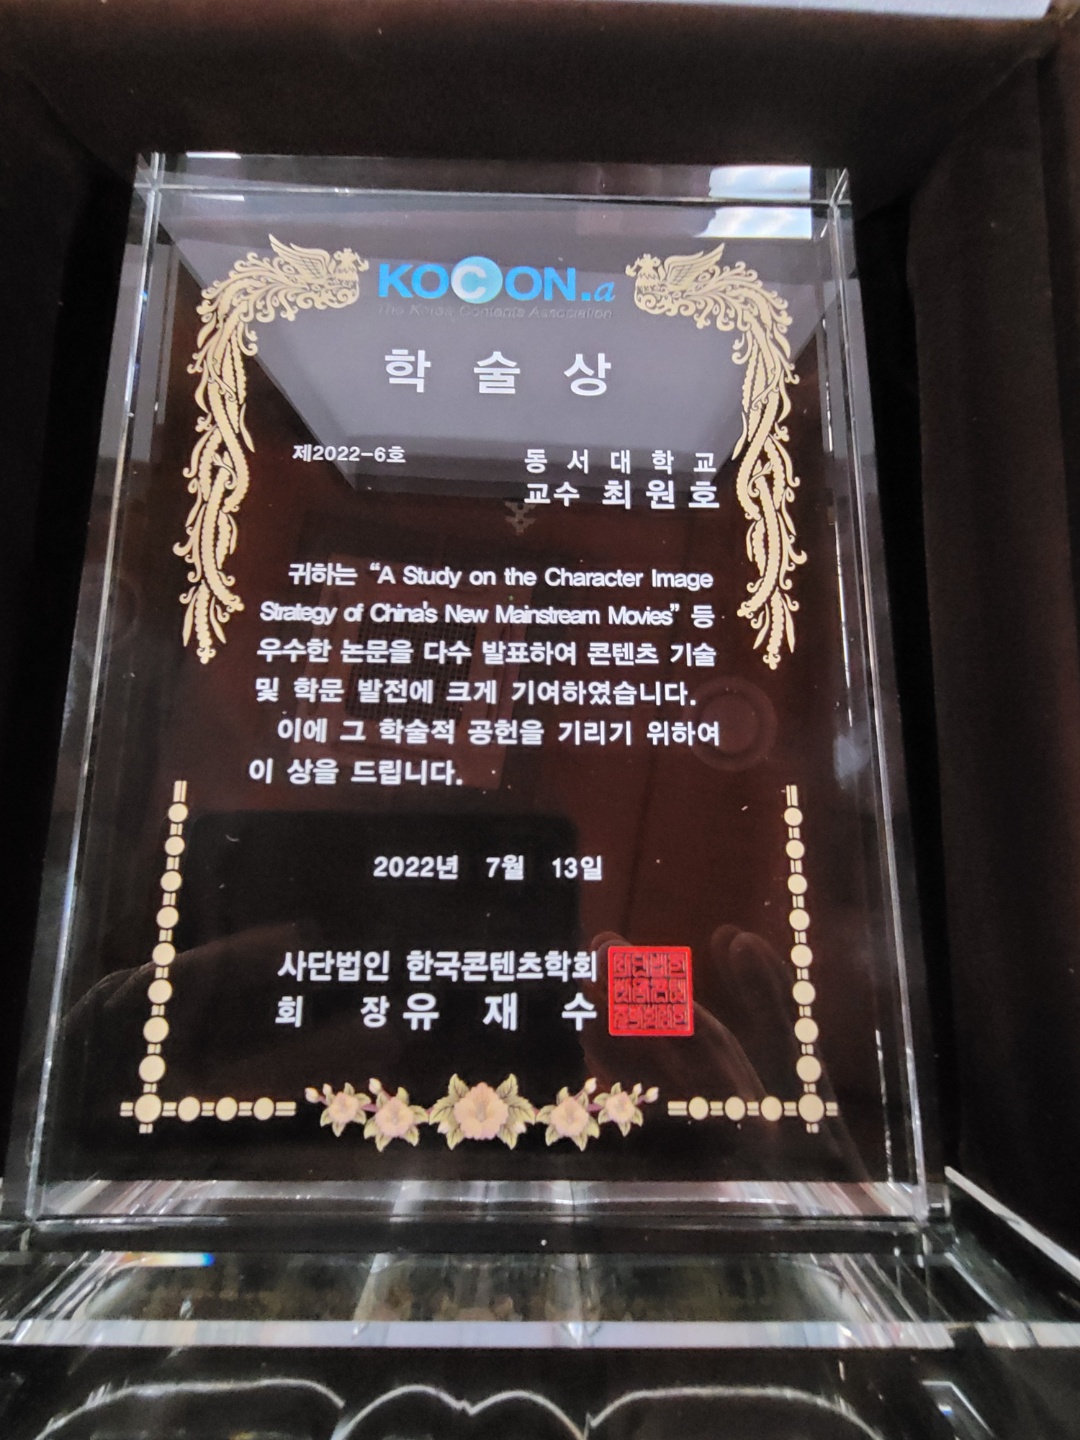 KOCON.a
The Korea Contents Association
학 술 상
제2022-6호
동 서 대 학 교
교수 최 원 호
귀하는 “A Study on the Character Image
Strategy of China's New Mainstream Movies” 등
우수한 논문을 다수 발표하여 콘텐츠 기술
및 학문 발전에 크게 기여하였습니다.
이에 그 학술적 공헌을 기리기 위하여
이 상을 드립니다.
2022년 7월 13일
사단법인 한국콘텐츠학회
회 장 유 재 수